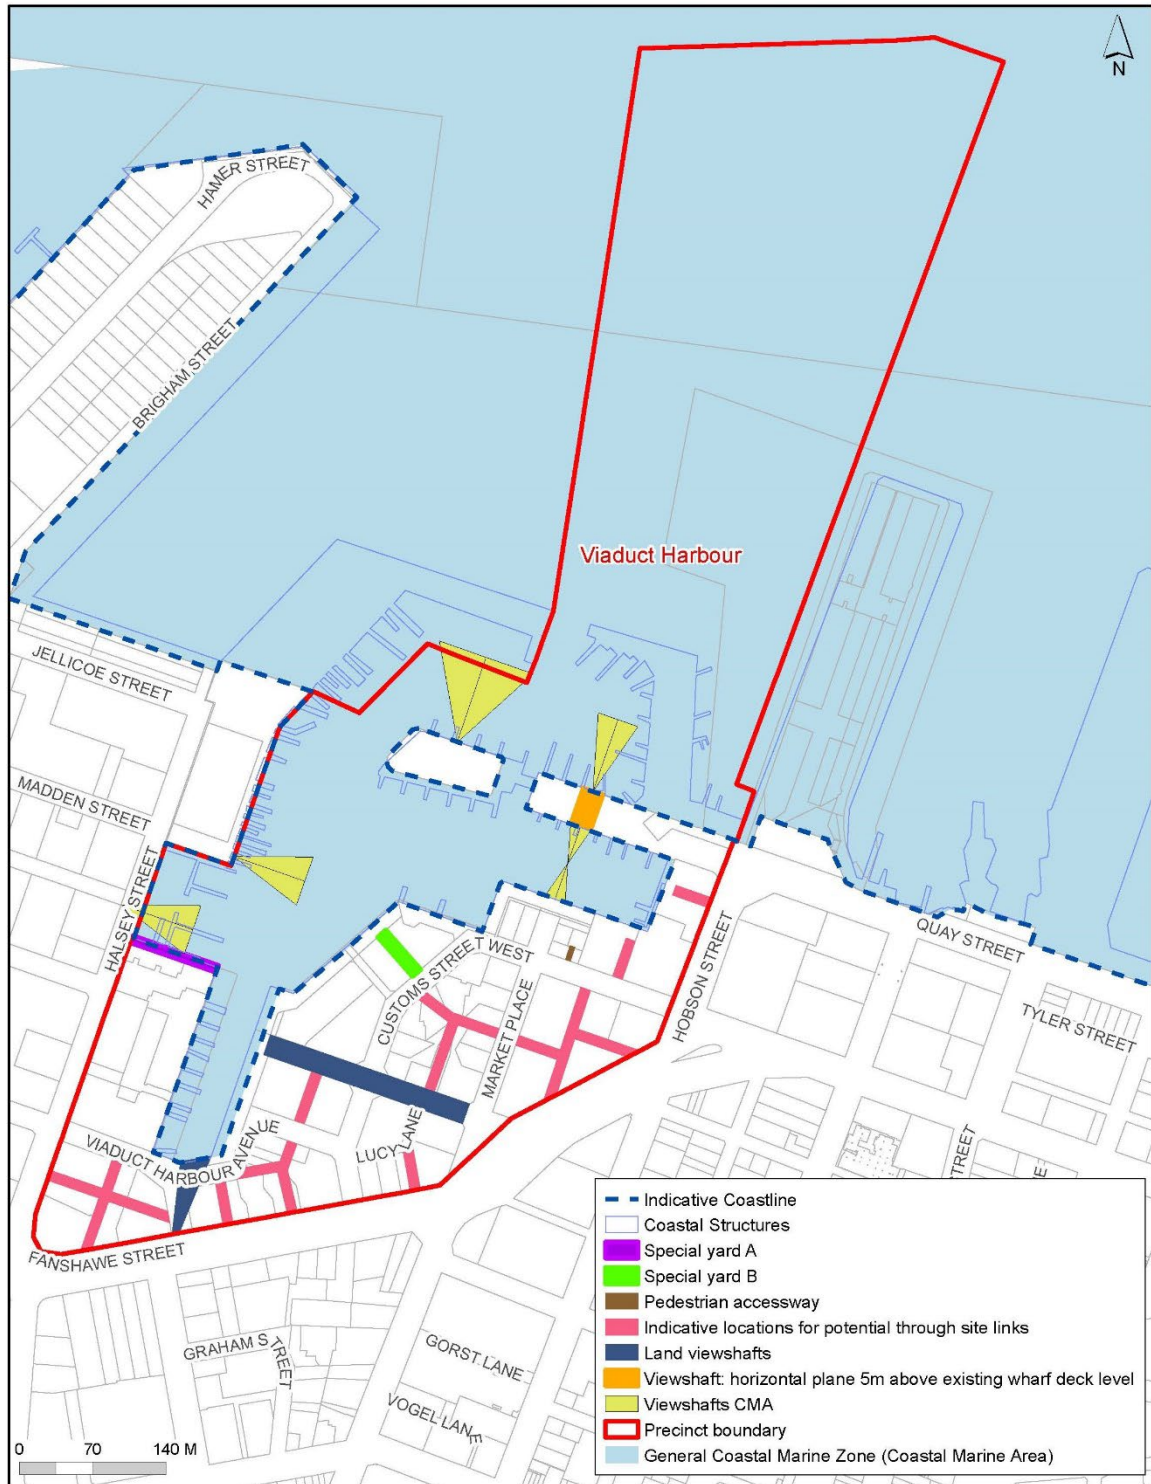 N
HAMER STREET
BRIGHAM STREET
Viaduct Harbour
JELLICOE STREET
MADDEN STREET
HALSEY STREET
QUAY STREET
CUSTOMS STREET WEST
HOBSON STREET
TYLER STREET
MARKET PLACE
VIADUCT HARBOUR AVENUE
LUCY LANE
STREET
NE
FANSHAWE STREET
GRAHAM STREET
GORST LANE
VOGEL LANE
Indicative Coastline
Coastal Structures
Special yard A
Special yard B
Pedestrian accessway
Indicative locations for potential through site links
Land viewshafts
Viewshaft: horizontal plane 5m above existing wharf deck level
Viewshafts CMA
Precinct boundary
General Coastal Marine Zone (Coastal Marine Area)
0 70 140 M